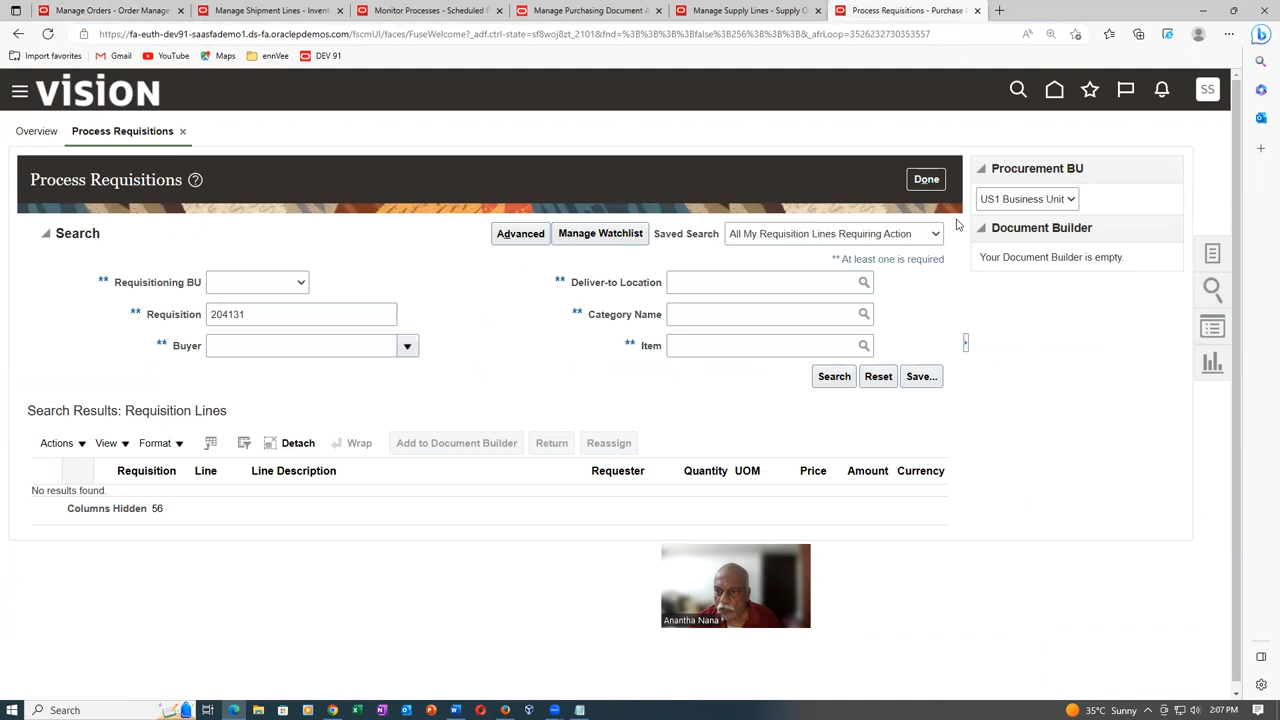 Manage Orders - Order Manager
Manage Shipment Lines - Invent
Monitor Processes - Scheduled P
Manage Purchasing Document A
Manage Supply Lines - Supply O
Process Requisitions - Purchase O
https://fa-euth-dev91-saasfademo1.ds-fa.oraclepdemos.com/fscmUI/faces/FuseWelcome?_adf.ctrl-state=sf8woj8zt_2101&fnd=%3B%3B%3B%3Bfalse%3B256%3B%3B%3B&_afrLoop=3526232730353557
Import favorites
Gmail
YouTube
Maps
ennVee
DEV 91
VISION
SS
Overview
Process Requisitions
Process Requisitions
Done
Procurement BU
US1 Business Unit
Document Builder
Your Document Builder is empty.
Search
Advanced
Manage Watchlist
Saved Search
All My Requisition Lines Requiring Action
** At least one is required
** Requisitioning BU
** Deliver-to Location
** Requisition 204131
** Category Name
** Buyer
** Item
Search
Reset
Save...
Search Results: Requisition Lines
Actions
View
Format
Detach
Wrap
Add to Document Builder
Return
Reassign
Requisition
Line
Line Description
Requester
Quantity
UOM
Price
Amount
Currency
No results found.
Columns Hidden 56
Anantha Nana
Search
35°C Sunny
2:07 PM